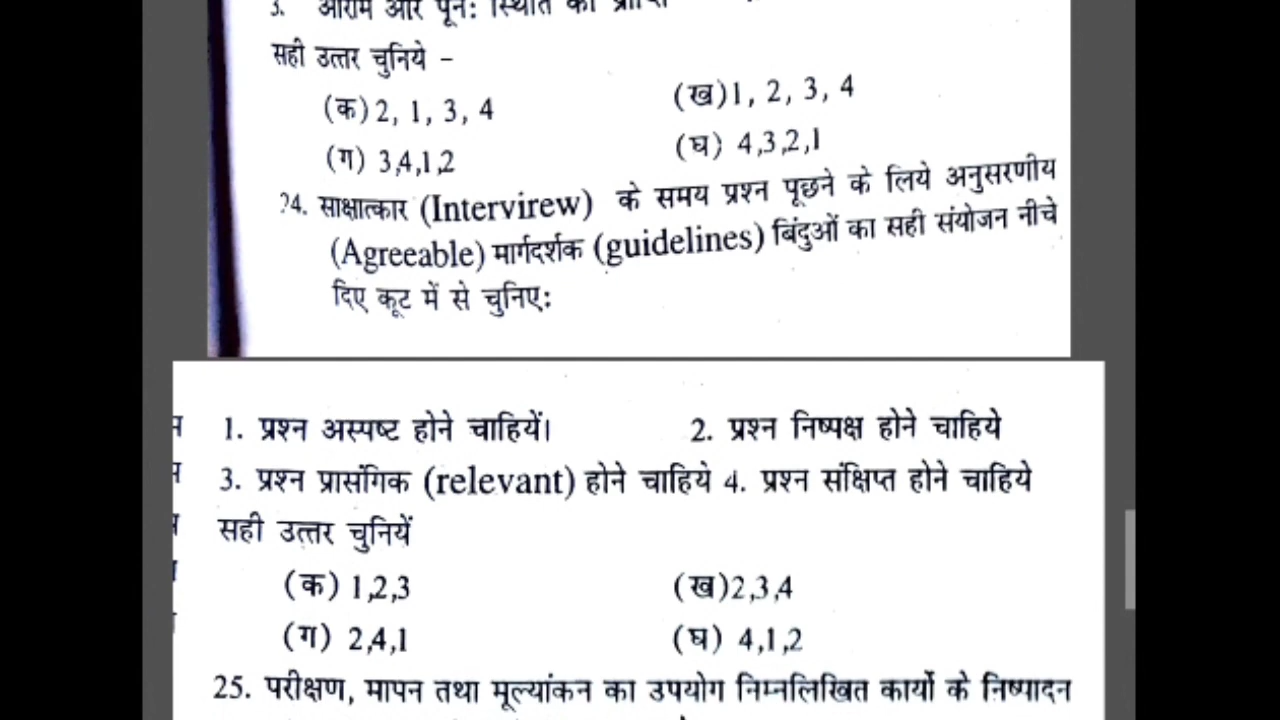 3. आराम और पून: स्थिति की प्राप्ति
सही उत्तर चुनिये -
(क) 2, 1, 3, 4 (ख)1, 2, 3, 4
(ग) 3,4,1,2 (घ) 4,3,2,1
24. साक्षात्कार (Intervirew) के समय प्रश्न पूछने के लिये अनुसरणीय
(Agreeable) मार्गदर्शक (guidelines) बिंदुओं का सही संयोजन नीचे
दिए कूट में से चुनिए:
1. प्रश्न अस्पष्ट होने चाहियें। 2. प्रश्न निष्पक्ष होने चाहिये
3. प्रश्न प्रासंगिक (relevant) होने चाहिये 4. प्रश्न संक्षिप्त होने चाहिये
सही उत्तर चुनियें
(क) 1,2,3 (ख)2,3,4
(ग) 2,4,1 (घ) 4,1,2
25. परीक्षण, मापन तथा मूल्यांकन का उपयोग निम्नलिखित कार्यो के निष्पादन